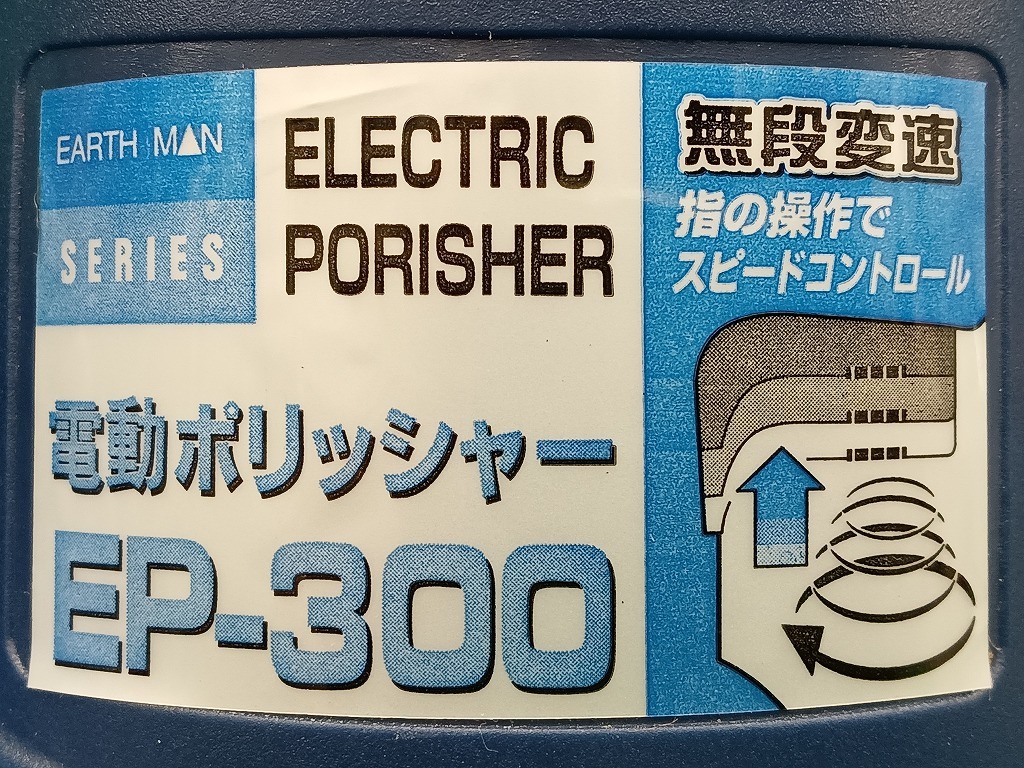 EARTH MAN
SERIES
ELECTRIC
PORISHER
電動ポリッシャー
EP-300
無段変速
指の操作で
スピードコントロール